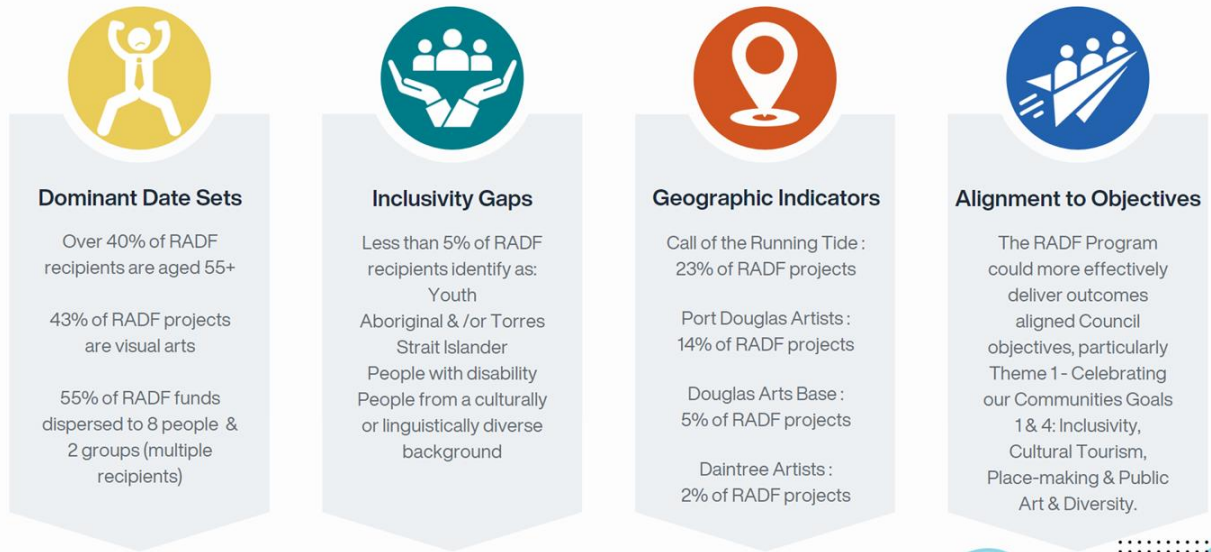 Dominant Date Sets
Over 40% of RADF
recipients are aged 55+
43% of RADF projects
are visual arts
55% of RADF funds
dispersed to 8 people &
2 groups (multiple
recipients)
Inclusivity Gaps
Less than 5% of RADF
recipients identify as:
Youth
Aboriginal & /or Torres
Strait Islander
People with disability
People from a culturally
or linguistically diverse
background
Geographic Indicators
Call of the Running Tide :
23% of RADF projects
Port Douglas Artists :
14% of RADF projects
Douglas Arts Base :
5% of RADF projects
Daintree Artists :
2% of RADF projects
Alignment to Objectives
The RADF Program
could more effectively
deliver outcomes
aligned Council
objectives, particularly
Theme 1 - Celebrating
our Communities Goals
1 & 4: Inclusivity,
Cultural Tourism,
Place-making & Public
Art & Diversity.